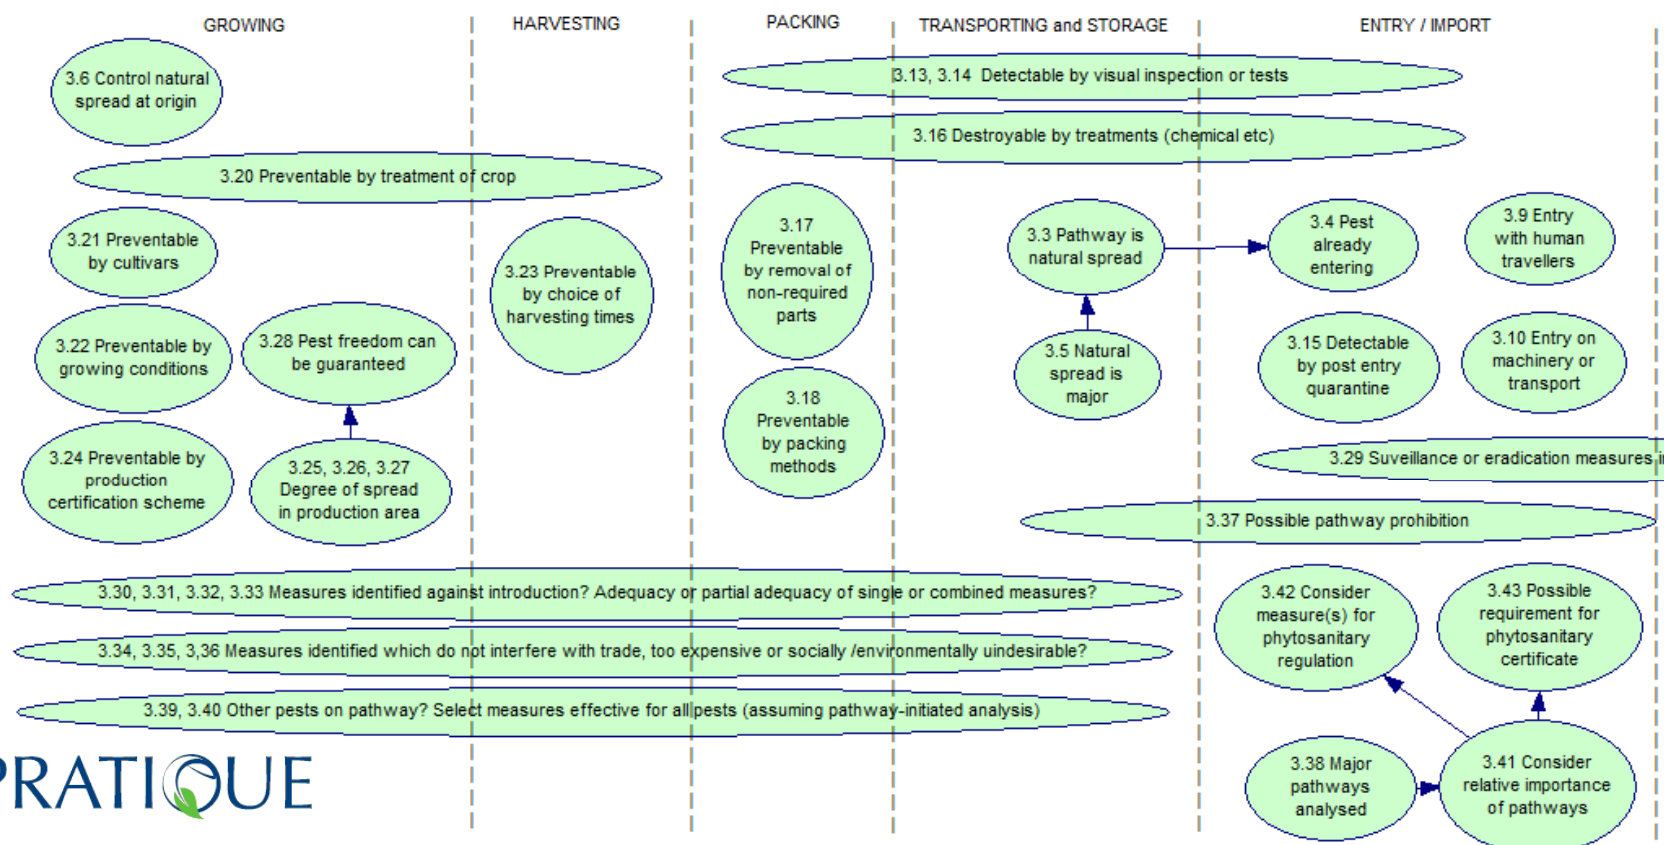 GROWING
HARVESTING
PACKING
TRANSPORTING and STORAGE
ENTRY / IMPORT
3.6 Control natural
spread at origin
3.13, 3.14 Detectable by visual inspection or tests
3.16 Destroyable by treatments (chemical etc)
3.20 Preventable by treatment of crop
3.21 Preventable
by cultivars
3.23 Preventable
by choice of
harvesting times
3.17
Preventable
by removal of
non-required
parts
3.3 Pathway is
natural spread
3.4 Pest
already
entering
3.9 Entry
with human
travellers
3.22 Preventable by
growing conditions
3.28 Pest freedom can
be guaranteed
3.5 Natural
spread is
major
3.15 Detectable
by post entry
quarantine
3.10 Entry on
machinery or
transport
3.18
Preventable
by packing
methods
3.24 Preventable by
production
certification scheme
3.25, 3.26, 3.27
Degree of spread
in production area
3.29 Suveillance or eradication measures i
3.37 Possible pathway prohibition
3.30, 3.31, 3.32, 3.33 Measures identified against introduction? Adequacy or partial adequacy of single or combined measures?
3.34, 3.35, 3,36 Measures identified which do not interfere with trade, too expensive or socially /environmentally uindesirable?
3.39, 3.40 Other pests on pathway? Select measures effective for all pests (assuming pathway-initiated analysis)
3.42 Consider
measure(s) for
phytosanitary
regulation
3.43 Possible
requirement for
phytosanitary
certificate
3.38 Major
pathways
analysed
3.41 Consider
relative importance
of pathways
PRATIQUE